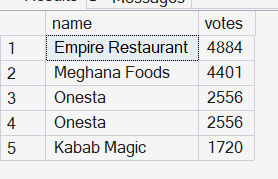 name votes
1 Empire Restaurant 4884
2 Meghana Foods 4401
3 Onesta 2556
4 Onesta 2556
5 Kabab Magic 1720